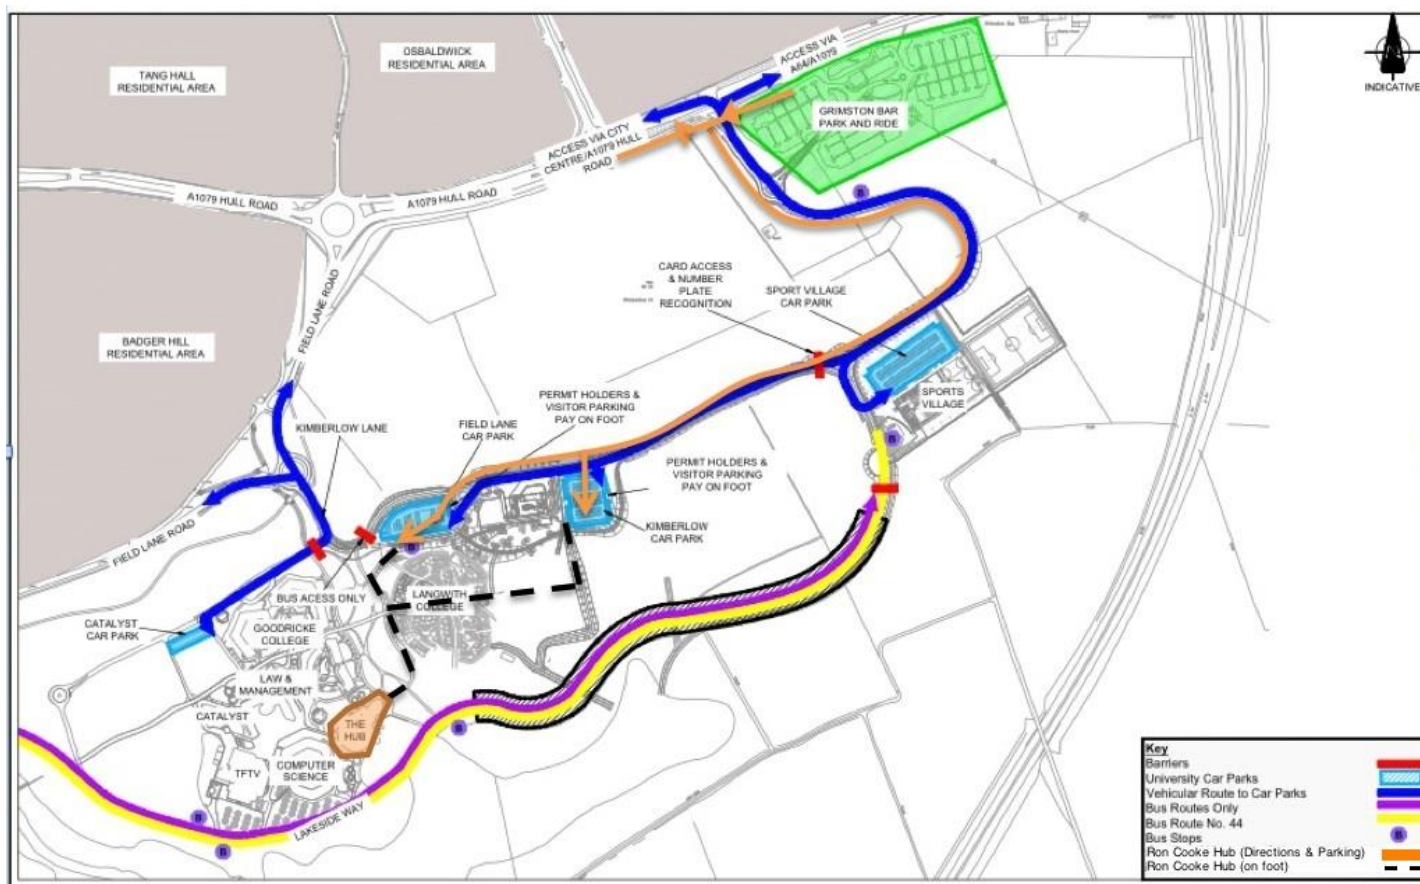 OSBALDWICK
RESIDENTIAL AREA
TANG HALL
RESIDENTIAL AREA
ACCESS VIA
A64/A1079
INDICATIVE
GRIMSTON BAR
PARK AND RIDE
B
ACCESS VIA CITY
CENTRE/A1079 HULL
ROAD
A1079 HULL ROAD
A1079 HULL ROAD
FIELD LANE ROAD
CARD ACCESS
& NUMBER
PLATE
RECOGNITION
SPORT VILLAGE
CAR PARK
BADGER HILL
RESIDENTIAL AREA
SPORTS
VILLAGE
PERMIT HOLDERS &
VISITOR PARKING
PAY ON FOOT
KIMBERLOW LANE
FIELD LANE
CAR PARK
B
PERMIT HOLDERS &
VISITOR PARKING
PAY ON FOOT
FIELD LANE ROAD
KIMBERLOW
CAR PARK
B
BUS ACESS ONLY
LANGWITH
COLLEGE
CATALYST
CAR PARK
GOODRICKE
COLLEGE
LAW &
MANAGEMENT
CATALYST
THE
HUB
B
COMPUTER
SCIENCE
TFTV
LAKESIDE WAY
B
B
Key
Barriers
University Car Parks
Vehicular Route to Car Parks
Bus Routes Only
Bus Route No. 44
Bus Stops
B
Ron Cooke Hub (Directions & Parking)
Ron Cooke Hub (on foot)